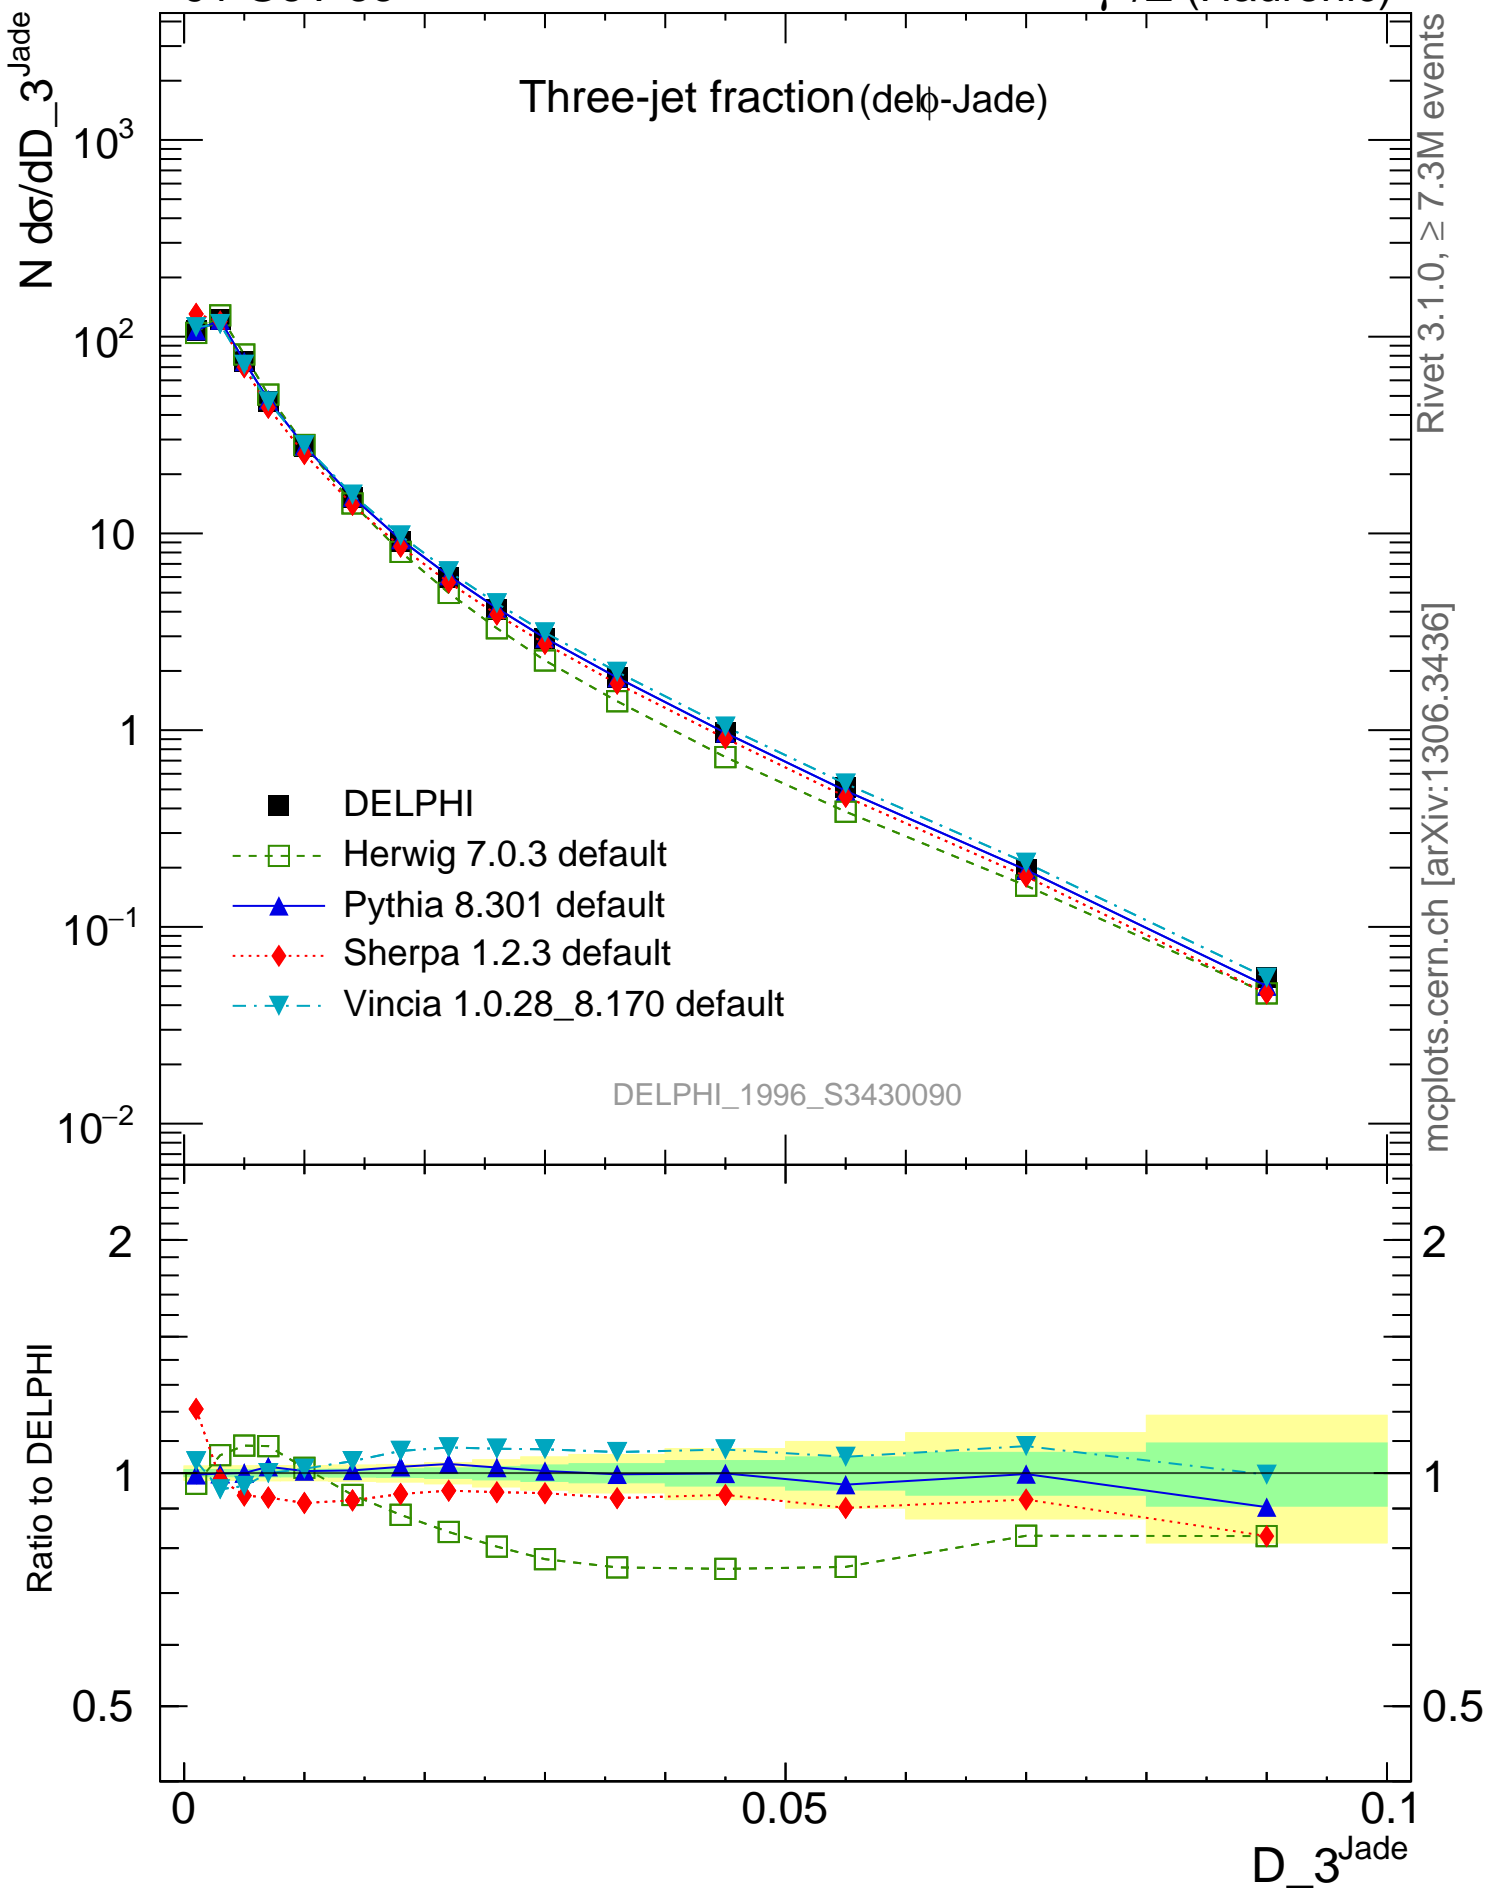 Three-jet fraction (delϕ-Jade)
N dσ/dD_3^Jade
10^3
10^2
10
1
10^−1
10^−2
DELPHI
Herwig 7.0.3 default
Pythia 8.301 default
Sherpa 1.2.3 default
Vincia 1.0.28_8.170 default
DELPHI_1996_S3430090
Rivet 3.1.0, ≥ 7.3M events
mcplots.cern.ch [arXiv:1306.3436]
Ratio to DELPHI
2
1
0.5
2
1
0.5
0
0.05
0.1
D_3^Jade